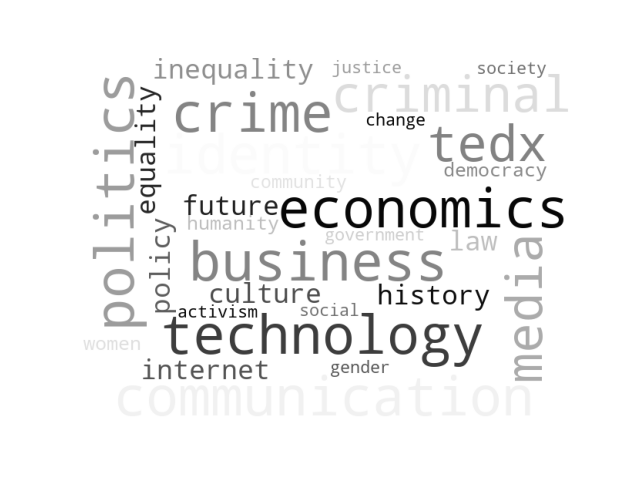 inequality
justice
society
politics
crime
criminal
equality
change
tedx
identity
democracy
community
future
economics
humanity
policy
government
law
business
media
culture
history
activism
social
technology
women
internet
gender
communication